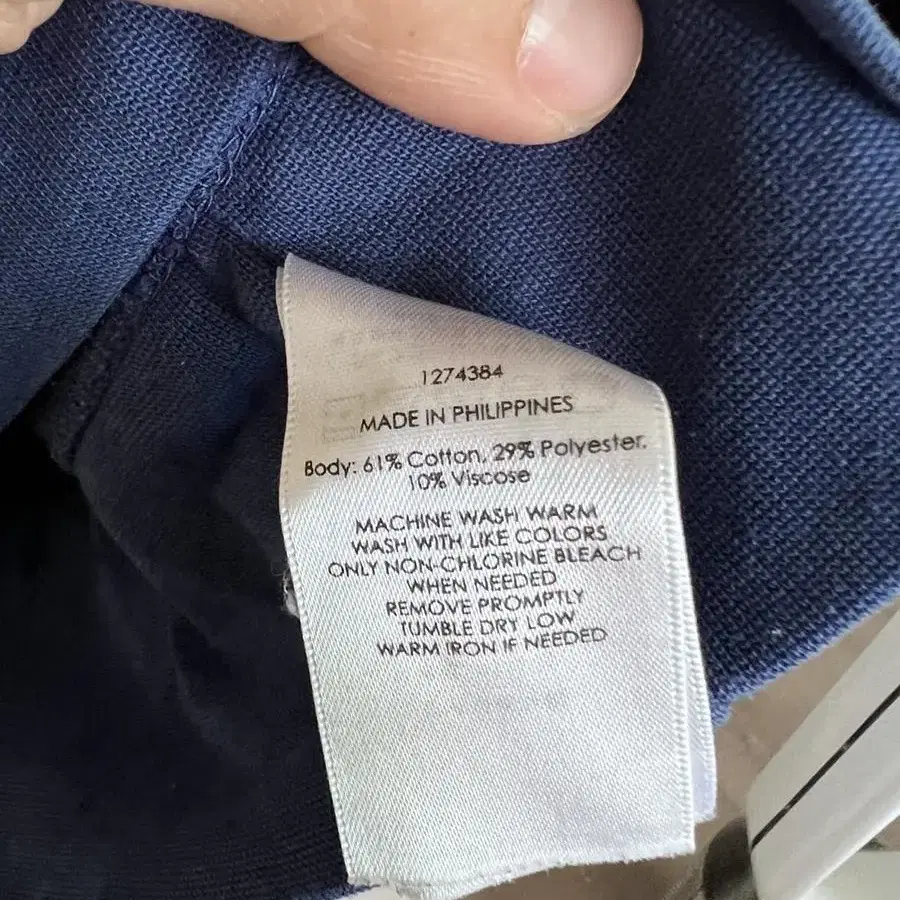 1274384
MADE IN PHILIPPINES
Body: 61% Cotton, 29% Polyester,
10% Viscose
MACHINE WASH WARM
WASH WITH LIKE COLORS
ONLY NON-CHLORINE BLEACH
WHEN NEEDED
REMOVE PROMPTLY
TUMBLE DRY LOW
WARM IRON IF NEEDED